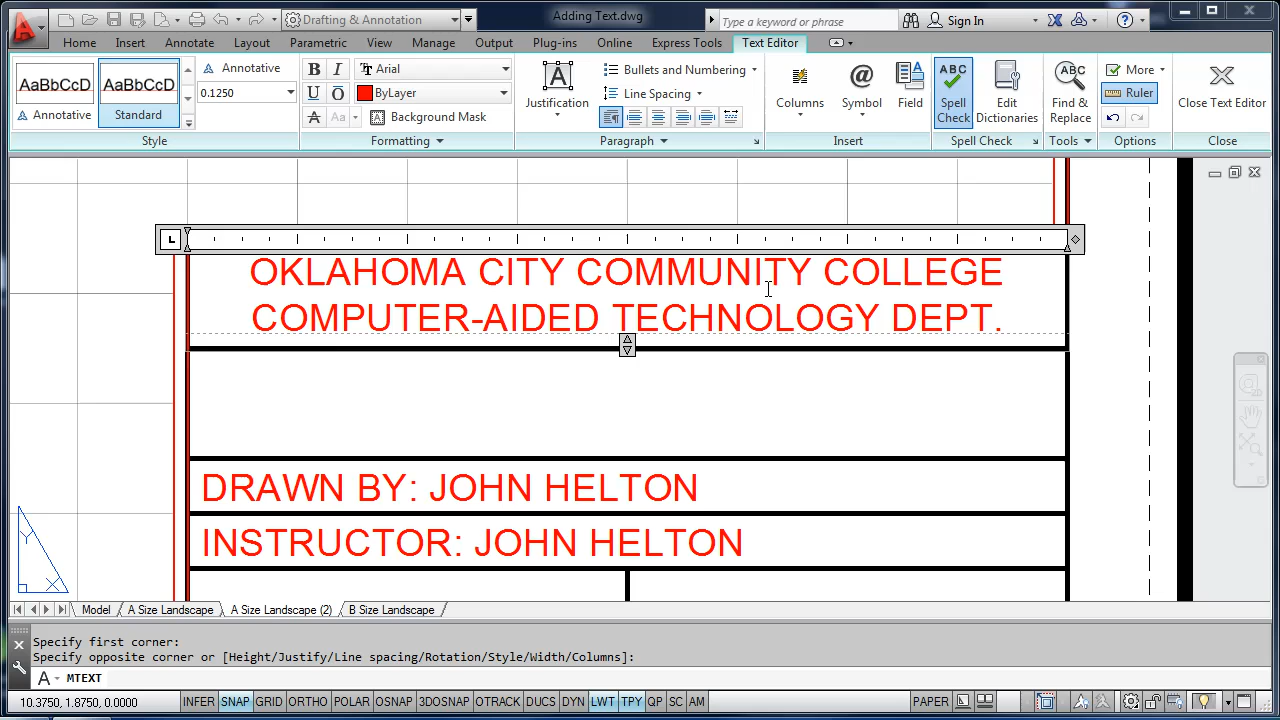 Drafting & Annotation
Adding Text.dwg
Type a keyword or phrase
Sign In
Home Insert Annotate Layout Parametric View Manage Output Plug-ins Online Express Tools Text Editor
AaBbCcD AaBbCcD
Annotative Standard
Annotative
0.1250
Style
B I Arial
U O ByLayer
A Aa Background Mask
Formatting
A
Justification
Bullets and Numbering
Line Spacing
Paragraph
Columns
@
Symbol
A
Field
Insert
ABC
Spell
Check
Edit
Dictionaries
Spell Check
ABC
Find &
Replace
Tools
More
Ruler
Options
Close Text Editor
Close
L
OKLAHOMA CITY COMMUNITY COLLEGE
COMPUTER-AIDED TECHNOLOGY DEPT.
DRAWN BY: JOHN HELTON
INSTRUCTOR: JOHN HELTON
Y
X
Model A Size Landscape A Size Landscape (2) B Size Landscape
Specify first corner:
Specify opposite corner or [Height/Justify/Line spacing/Rotation/Style/Width/Columns]:
A MTEXT
10.3750, 1.8750, 0.0000 INFER SNAP GRID ORTHO POLAR OSNAP 3DOSNAP OTRACK DUCS DYN LWT TPY QP SC AM PAPER